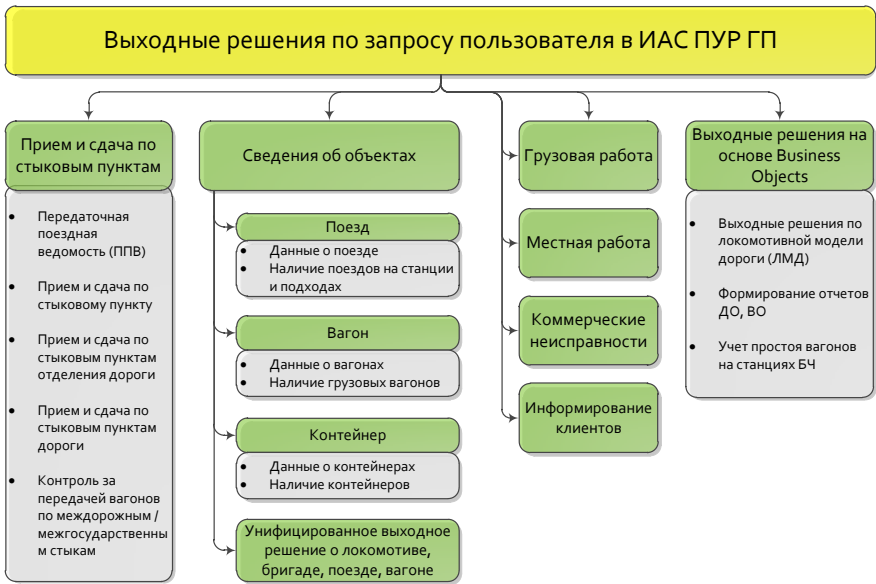 Выходные решения по запросу пользователя в ИАС ПУР ГП
Прием и сдача по
стыковым пунктам
• Передаточная
поездная
ведомость (ППВ)
• Прием и сдача по
стыковому пункту
• Прием и сдача по
стыковым пунктам
отделения дороги
• Прием и сдача по
стыковым пунктам
дороги
• Контроль за
передачей вагонов
по междорожным /
межгосударственны
м стыкам
Сведения об объектах
Поезд
• Данные о поезде
• Наличие поездов на станции
и подходах
Вагон
• Данные о вагонах
• Наличие грузовых вагонов
Контейнер
• Данные о контейнерах
• Наличие контейнеров
Унифицированное выходное
решение о локомотиве,
бригаде, поезде, вагоне
Грузовая работа
Местная работа
Коммерческие
неисправности
Информирование
клиентов
Выходные решения на
основе Business
Objects
• Выходные решения по
локомотивной модели
дороги (ЛМД)
• Формирование отчетов
ДО, ВО
• Учет простоя вагонов
на станциях БЧ